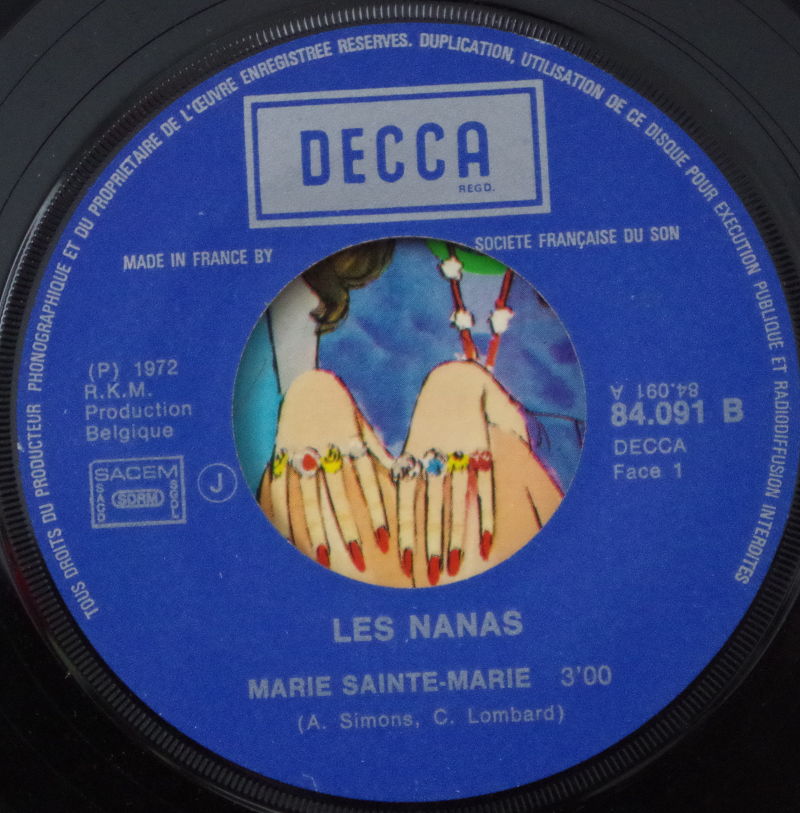 TOUS DROITS DU PRODUCTEUR PHONOGRAPHIQUE ET DU PROPRIETAIRE DE L'ŒUVRE ENREGISTREE RESERVES. DUPLICATION, UTILISATION DE CE DISQUE POUR EXECUTION PUBLIQUE ET RADIODIFFUSION INTERDITES
DECCA
REGD.
MADE IN FRANCE BY SOCIETE FRANÇAISE DU SON
(P) 1972
R.K.M.
Production
Belgique
SACEM
SACD SDRM SGDL
J
84.091 A
84.091 B
DECCA
Face 1
LES NANAS
MARIE SAINTE-MARIE 3'00
(A. Simons, C. Lombard)